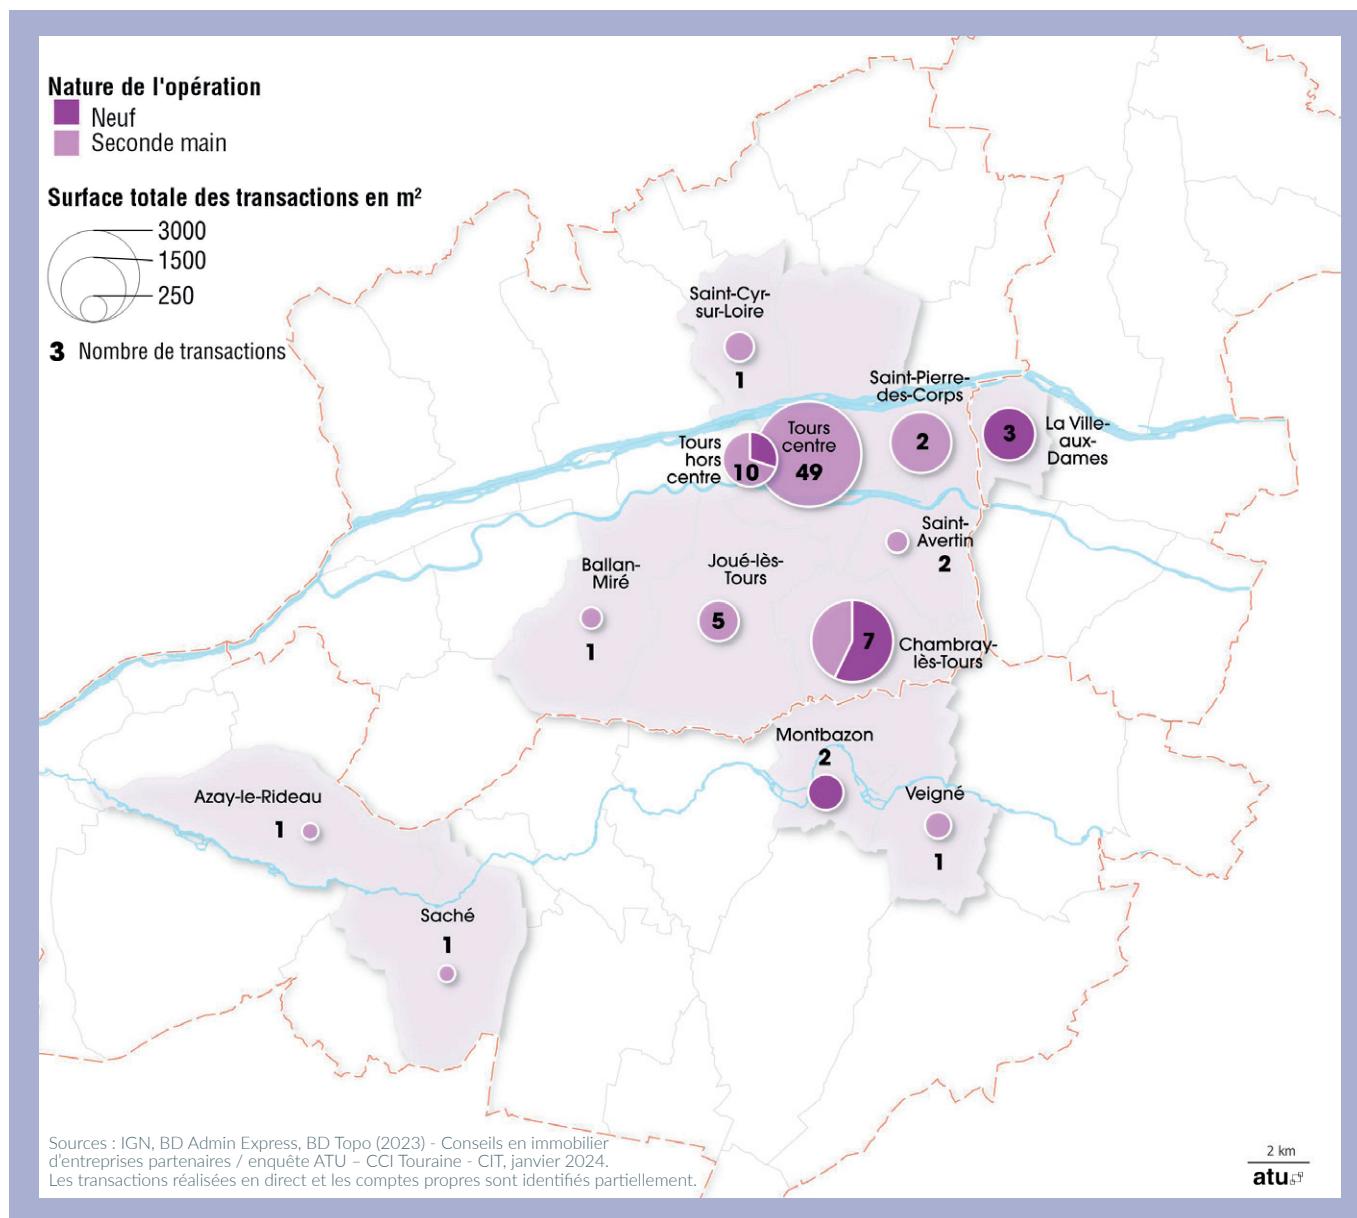 Nature de l'opération
Neuf
Seconde main
Surface totale des transactions en m²
3000
1500
250
3 Nombre de transactions
Saint-Cyr-
sur-Loire
1
Saint-Pierre-
des-Corps
2
3
La Ville-
aux-
Dames
Tours
hors
centre
10
Tours
centre
49
Saint-
Avertin
2
Ballan-
Miré
1
Joué-lès-
Tours
5
7
Chambray-
lès-Tours
Montbazon
2
Veigné
1
Azay-le-Rideau
1
Saché
1
Sources : IGN, BD Admin Express, BD Topo (2023) - Conseils en immobilier
d'entreprises partenaires / enquête ATU – CCI Touraine - CIT, janvier 2024.
Les transactions réalisées en direct et les comptes propres sont identifiés partiellement.
2 km
atu